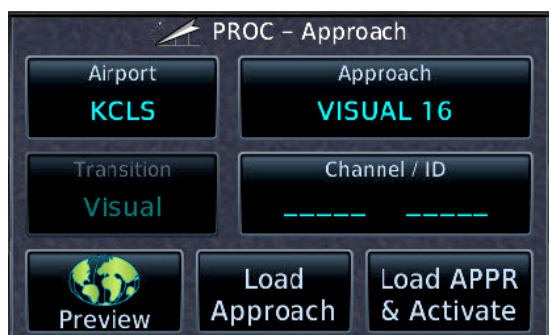 PROC – Approach
Airport
KCLS
Approach
VISUAL 16
Transition
Visual
Channel / ID
_____ _____
Preview
Load
Approach
Load APPR
& Activate